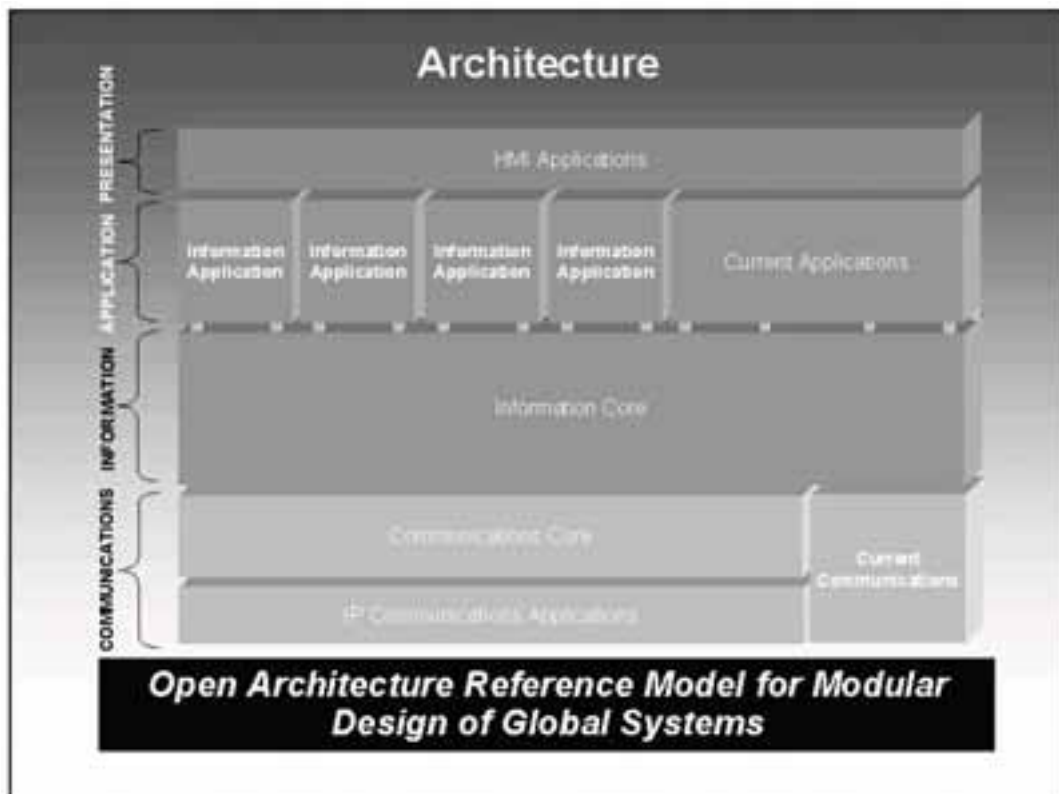 Architecture
PRESENTATION
HMI Applications
APPLICATION
Information
Application
Information
Application
Information
Application
Information
Application
Current Applications
INFORMATION
Information Core
COMMUNICATIONS
Communications Core
Current
Communications
IP Communications Applications
Open Architecture Reference Model for Modular
Design of Global Systems